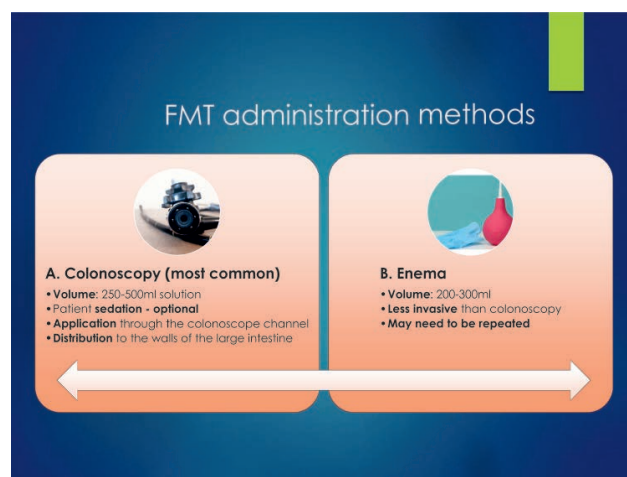 FMT administration methods
A. Colonoscopy (most common)
• Volume: 250-500ml solution
• Patient sedation - optional
• Application through the colonoscope channel
• Distribution to the walls of the large intestine
B. Enema
• Volume: 200-300ml
• Less invasive than colonoscopy
• May need to be repeated